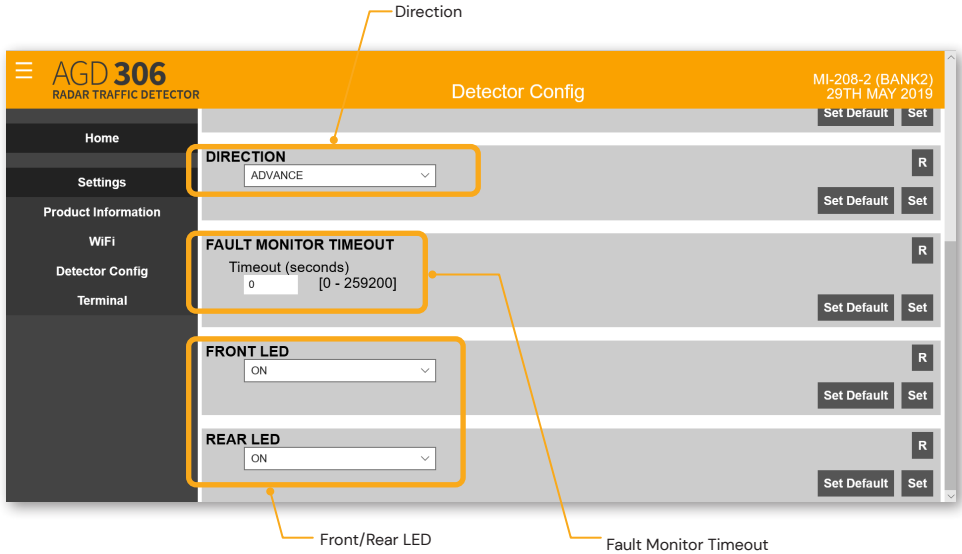 Direction
☰ AGD 306
RADAR TRAFFIC DETECTOR
Detector Config
MI-208-2 (BANK2)
29TH MAY 2019
Set Default Set
Home
Settings
Product Information
WiFi
Detector Config
Terminal
DIRECTION
ADVANCE
R
Set Default Set
FAULT MONITOR TIMEOUT
Timeout (seconds)
0 [0 - 259200]
R
Set Default Set
FRONT LED
ON
R
Set Default Set
REAR LED
ON
R
Set Default Set
Front/Rear LED
Fault Monitor Timeout